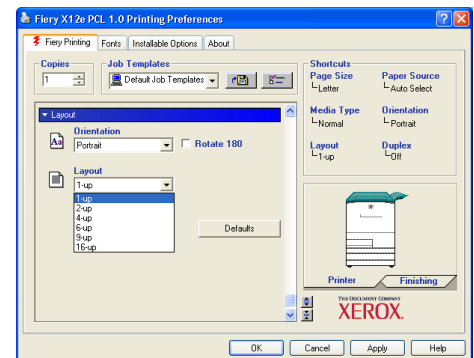 Fiery X12e PCL 1.0 Printing Preferences
Fiery Printing Fonts Installable Options About
Copies
1
Job Templates
Default Job Templates
Shortcuts
Page Size
Letter
Paper Source
Auto Select
Media Type
Normal
Orientation
Portrait
Layout
1-up
Duplex
Off
Layout
Orientation
Portrait
Rotate 180
Layout
1-up
1-up
2-up
4-up
6-up
9-up
16-up
Defaults
Printer Finishing
THE DOCUMENT COMPANY
XEROX.
OK Cancel Apply Help